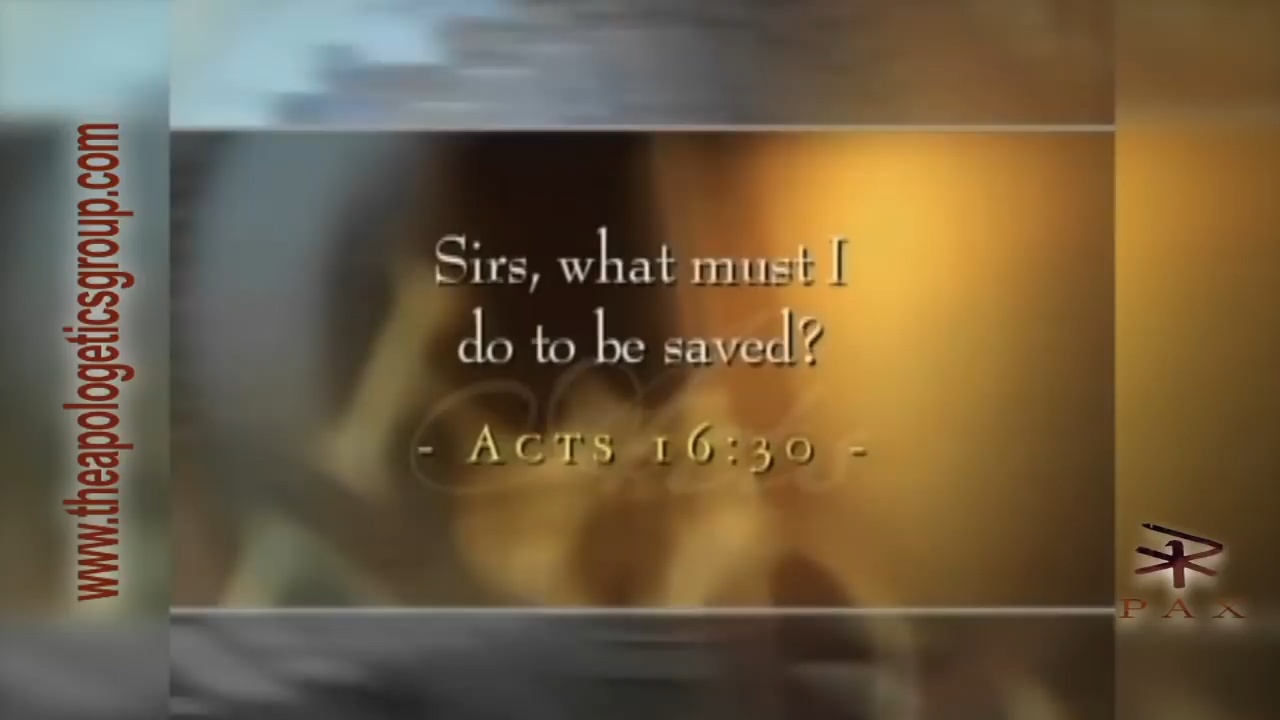 www.theapologeticsgroup.com
Sirs, what must I
do to be saved?
- Acts 16:30 -
PAX